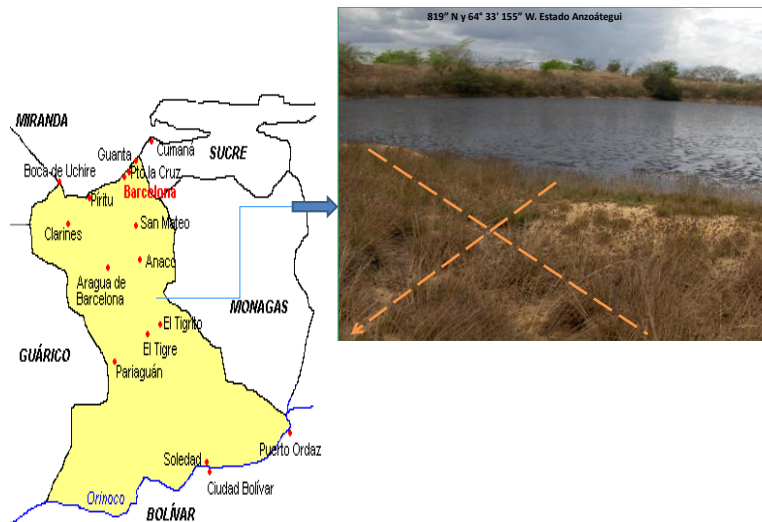 819” N y 64° 33' 155” W. Estado Anzoátegui
MIRANDA
Cumaná
Guanta
SUCRE
Boca de Uchire
Pto la Cruz
Barcelona
Píritu
Clarines
San Mateo
Anaco
Aragua de
Barcelona
MONAGAS
El Tigrito
El Tigre
GUÁRICO
Pariaguán
Puerto Ordaz
Soledad
Ciudad Bolívar
Orinoco
BOLÍVAR